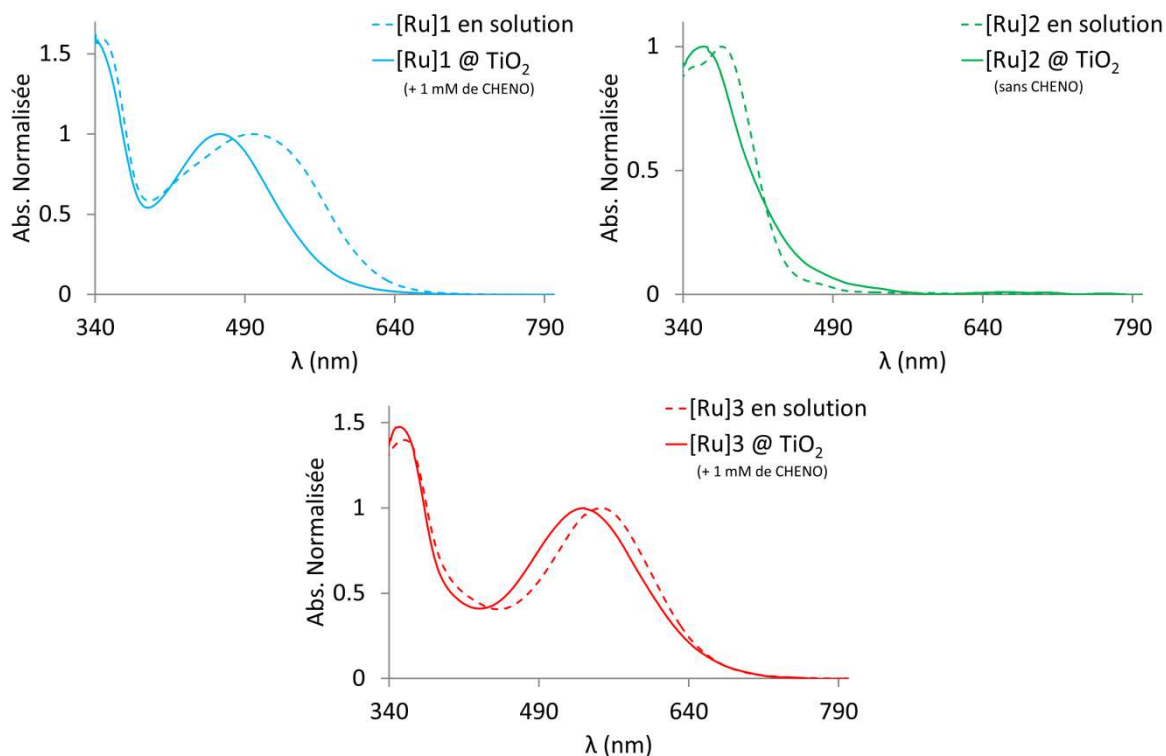 [Ru]1 en solution
[Ru]1 @ TiO₂
(+ 1 mM de CHENO)
Abs. Normalisée
1.5
1
0.5
0
340 490 640 790
λ (nm)
[Ru]2 en solution
[Ru]2 @ TiO₂
(sans CHENO)
Abs. Normalisée
1
0.5
0
340 490 640 790
λ (nm)
[Ru]3 en solution
[Ru]3 @ TiO₂
(+ 1 mM de CHENO)
Abs. Normalisée
1.5
1
0.5
0
340 490 640 790
λ (nm)